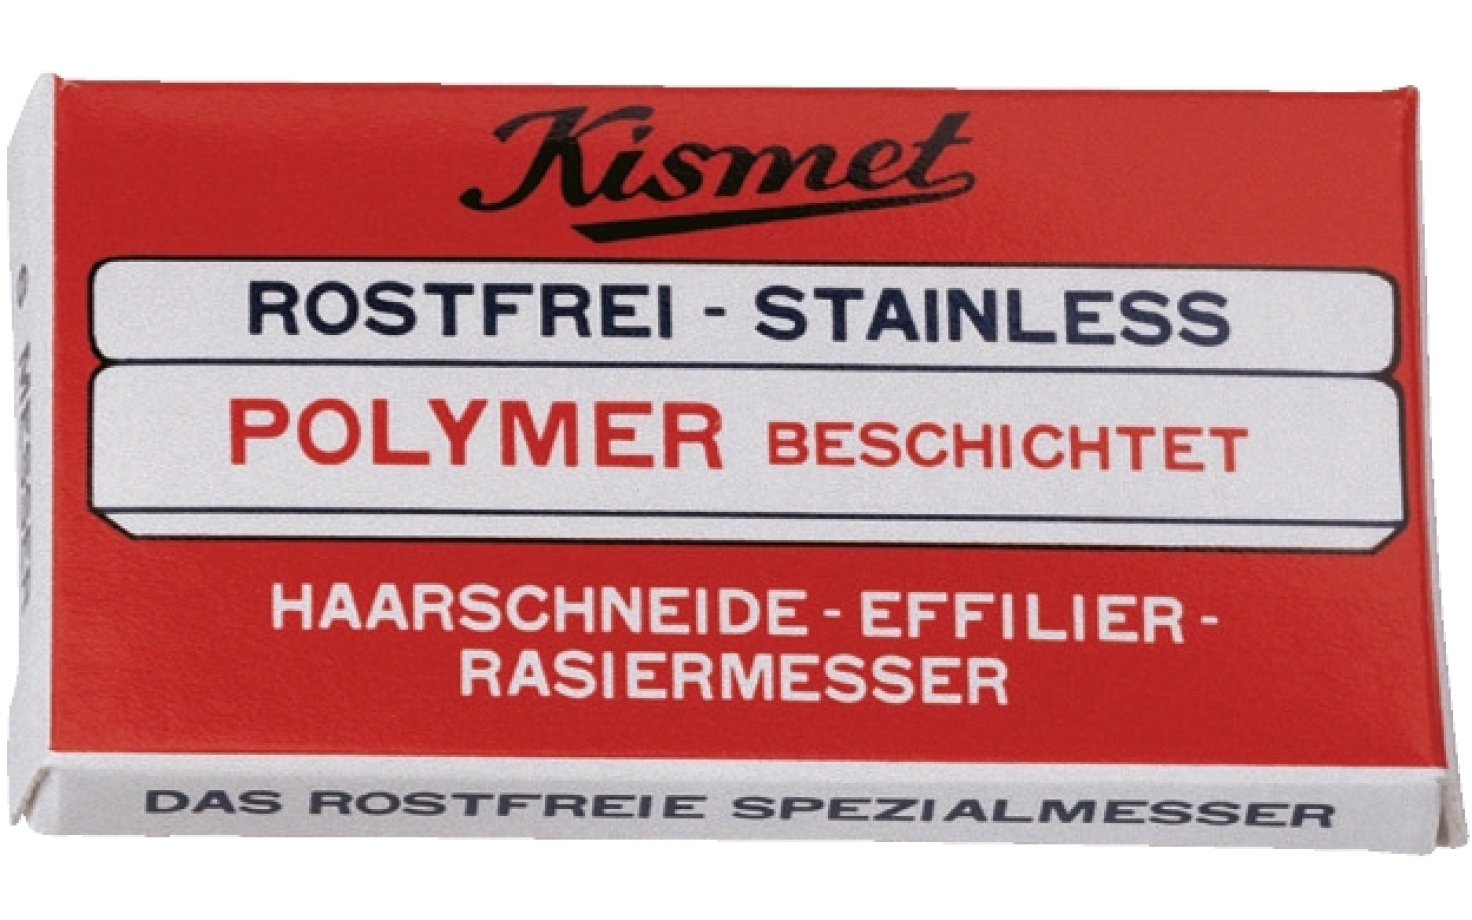 Kismet
ROSTFREI - STAINLESS
POLYMER BESCHICHTET
HAARSCHNEIDE - EFFILIER -
RASIERMESSER
DAS ROSTFREIE SPEZIALMESSER